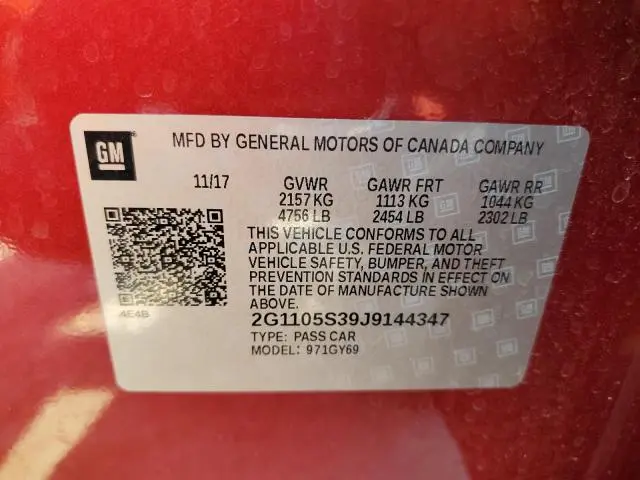 GM
MFD BY GENERAL MOTORS OF CANADA COMPANY
11/17 GVWR GAWR FRT GAWR RR
2157 KG 1113 KG 1044 KG
4756 LB 2454 LB 2302 LB
THIS VEHICLE CONFORMS TO ALL
APPLICABLE U.S. FEDERAL MOTOR
VEHICLE SAFETY, BUMPER, AND THEFT
PREVENTION STANDARDS IN EFFECT ON
THE DATE OF MANUFACTURE SHOWN
ABOVE.
4E4B
2G1105S39J9144347
TYPE: PASS CAR
MODEL: 971GY69